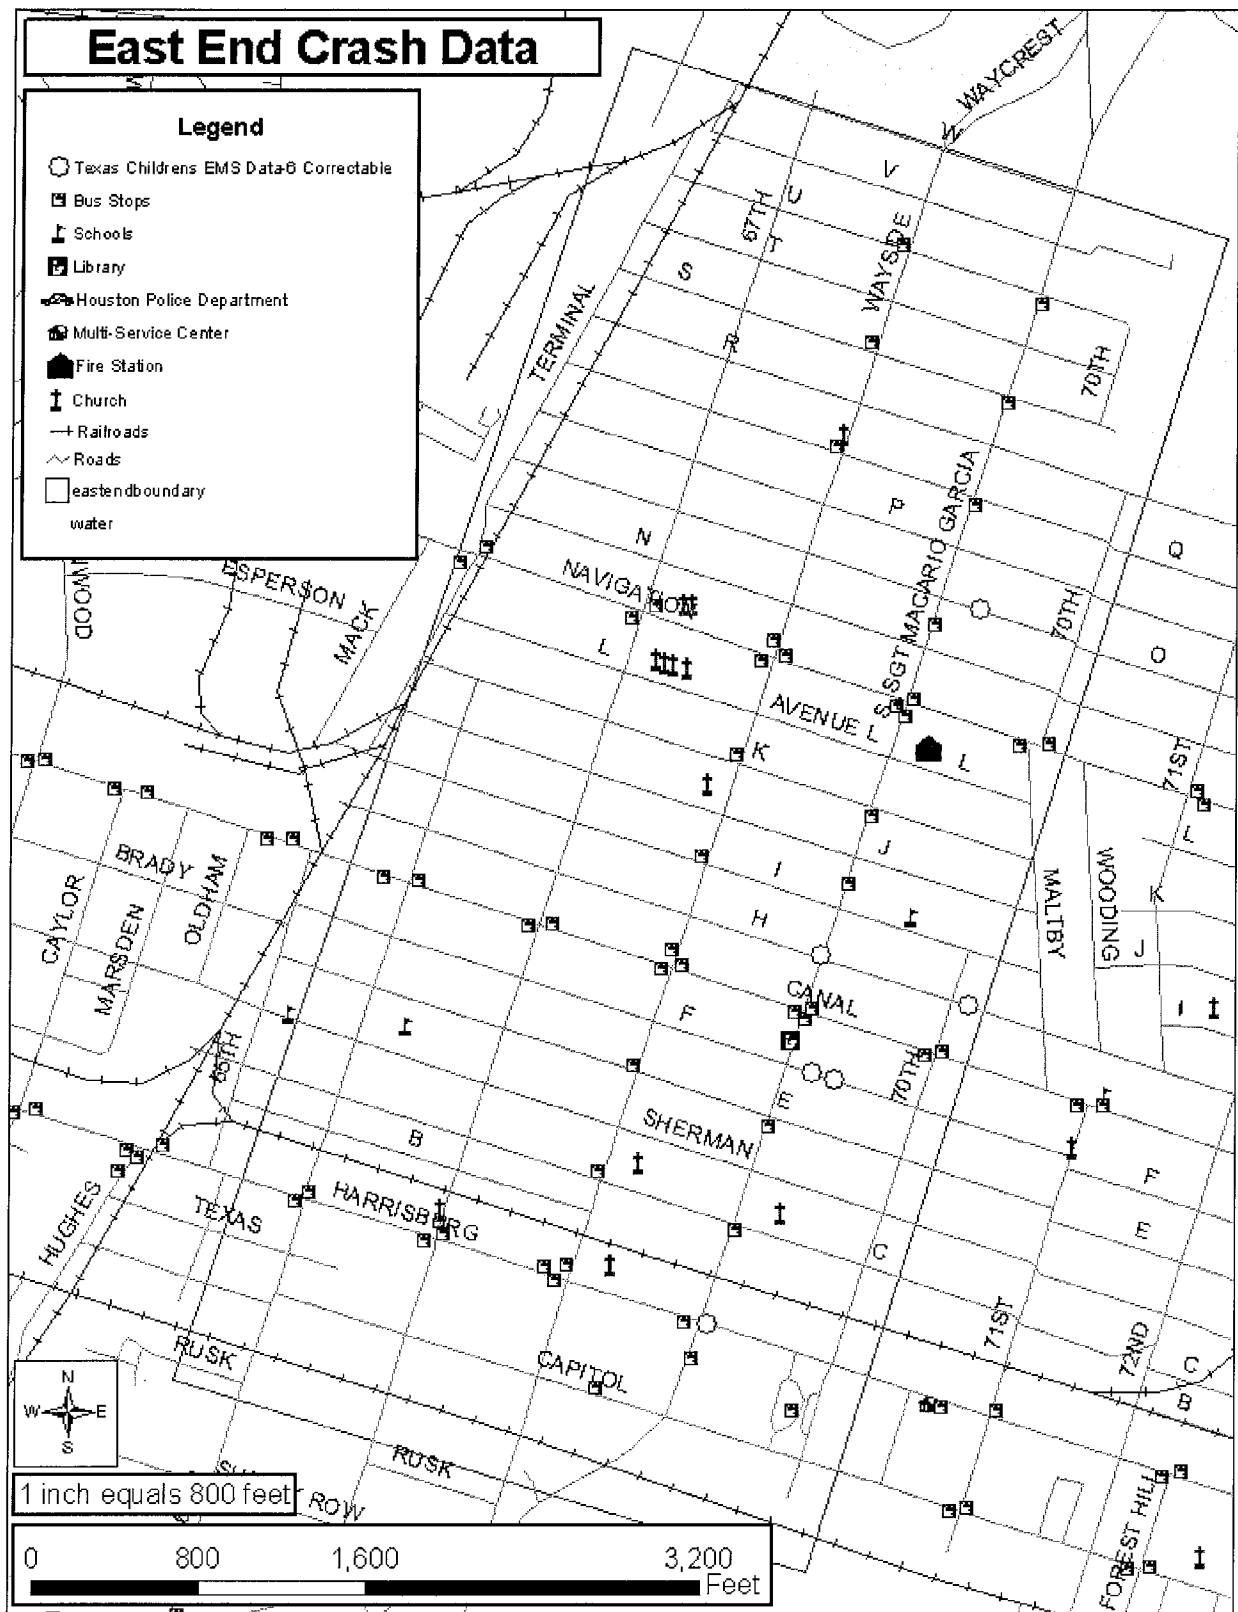 East End Crash Data
Legend
Texas Childrens EMS Data-6 Correctable
Bus Stops
Schools
Library
Houston Police Department
Multi-Service Center
Fire Station
Church
Railroads
Roads
eastendboundary
water
WAYCREST
W
V
U
67TH
T
WAYSIDE
S
TERMINAL
R
70TH
C
S SGT MACARIO GARCIA
P
N
Q
ESPERSON
NAVIGATION
MACK
70TH
O
L
AVENUE L
K
L
71ST
L
J
BRADY
I
K
CAYLOR
MARSDEN
OLDHAM
H
MALTBY
WOODING
J
CANAL
F
I
65TH
70TH
E
B
SHERMAN
F
HUGHES
TEXAS
HARRISBURG
E
C
71ST
72ND
C
RUSK
CAPITOL
B
N
W E
S
RUSK
1 inch equals 800 feet
ROW
FOREST HILL
0 800 1,600 3,200
Feet